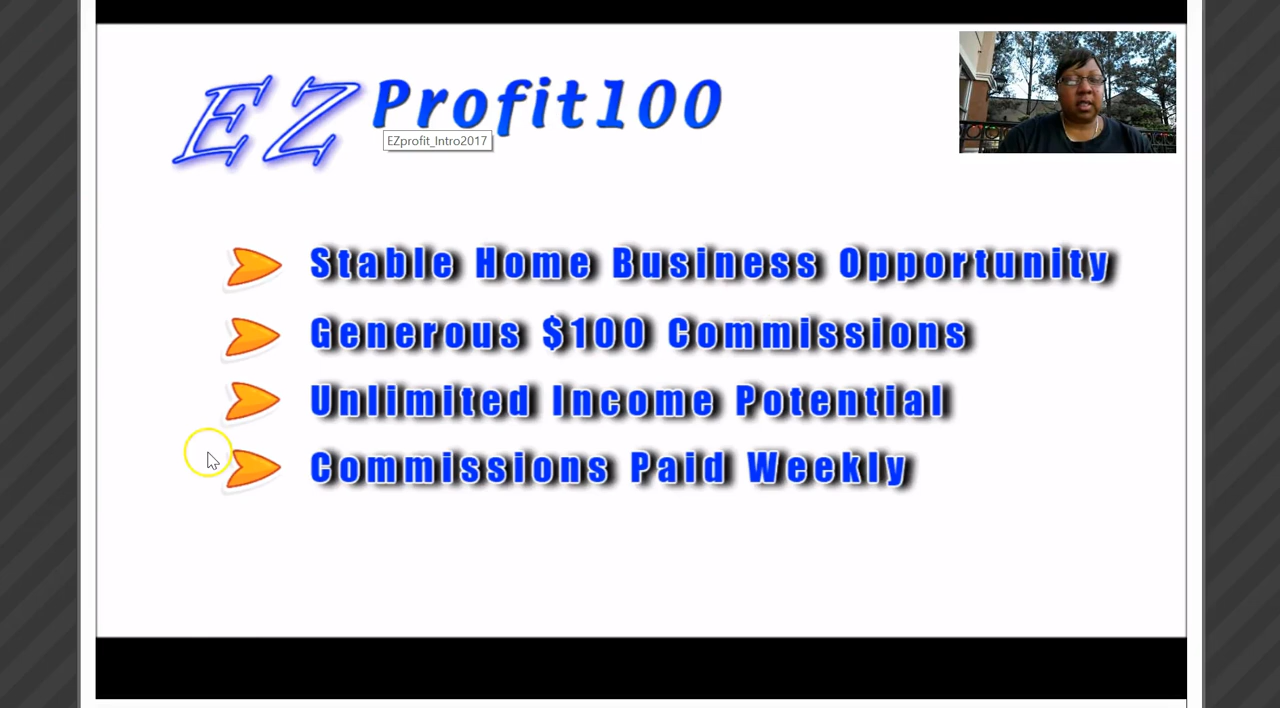 EZ Profit100
EZprofit_Intro2017
Stable Home Business Opportunity
Generous $100 Commissions
Unlimited Income Potential
Commissions Paid Weekly